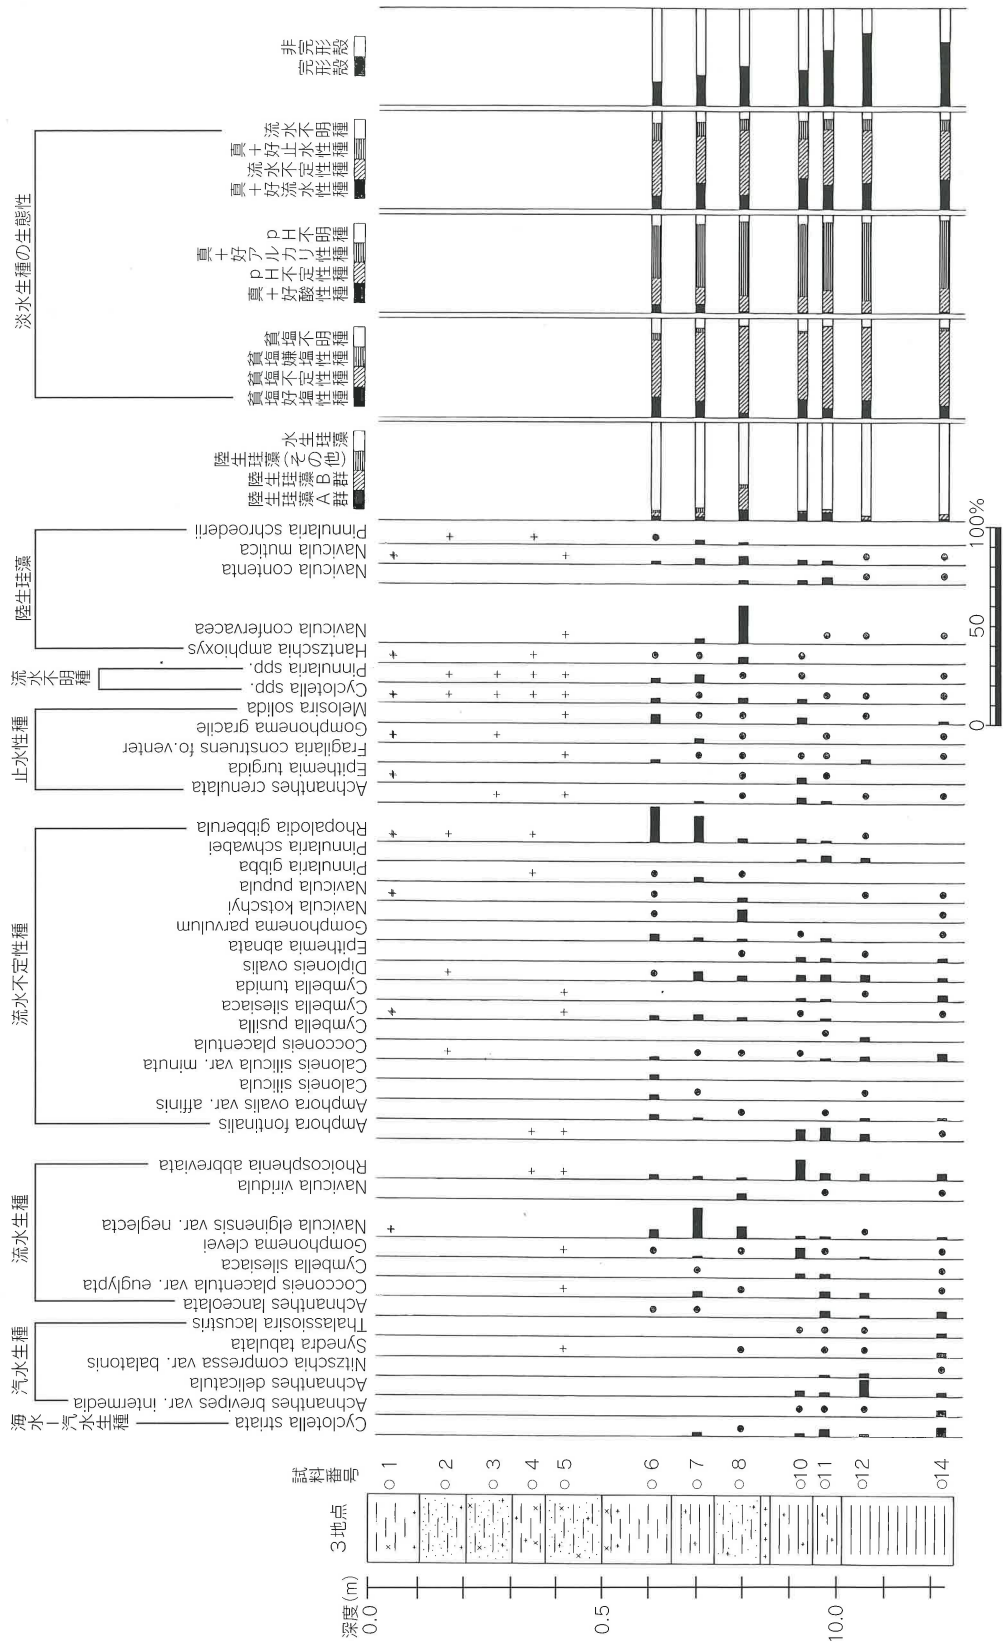 3地点
深度(m)
0.0
0.5
10.0
試料番号
1
2
3
4
5
6
7
8
10
11
12
14
海水－汽水生種
Cyclotella striata
汽水生種
Achnanthes brevipes var. intermedia
Achnanthes delicatula
Nitzschia compressa var. balatonis
Synedra tabulata
Thalassiosira lacustris
流水生種
Achnanthes lanceolata
Cocconeis placentula var. euglypta
Cymbella silesiaca
Gomphonema clevei
Navicula elginensis var. neglecta
Navicula viridula
Rhoicosphenia abbreviata
流水不定性種
Amphora fontinalis
Amphora ovalis var. affinis
Caloneis silicula
Caloneis silicula var. minuta
Cocconeis placentula
Cymbella pusilla
Cymbella silesiaca
Cymbella tumida
Diploneis ovalis
Epithemia abnata
Gomphonema parvulum
Navicula kotschyi
Navicula pupula
Pinnularia gibba
Pinnularia schwabei
Rhopalodia gibberula
止水性種
Achnanthes crenulata
Epithemia turgida
Fragilaria construens fo.venter
Gomphonema gracile
Melosira solida
流水不明種
Cyclotella spp.
Pinnularia spp.
陸生珪藻
Hantzschia amphioxys
Navicula confervacea
Navicula contenta
Navicula mutica
Pinnularia schroederii
0
50
100%
陸生珪藻A群
陸生珪藻B群
陸生珪藻(その他)
水生珪藻
淡水生種の生態性
貧塩好塩性種
貧塩不定性種
貧塩嫌塩性種
貧塩不明
真＋好酸性種
pH不定性種
真＋好アルカリ性種
pH不明種
真＋好流水性種
流水不定性種
真＋好止水性種
流水不明種
完形殻
非完形殻